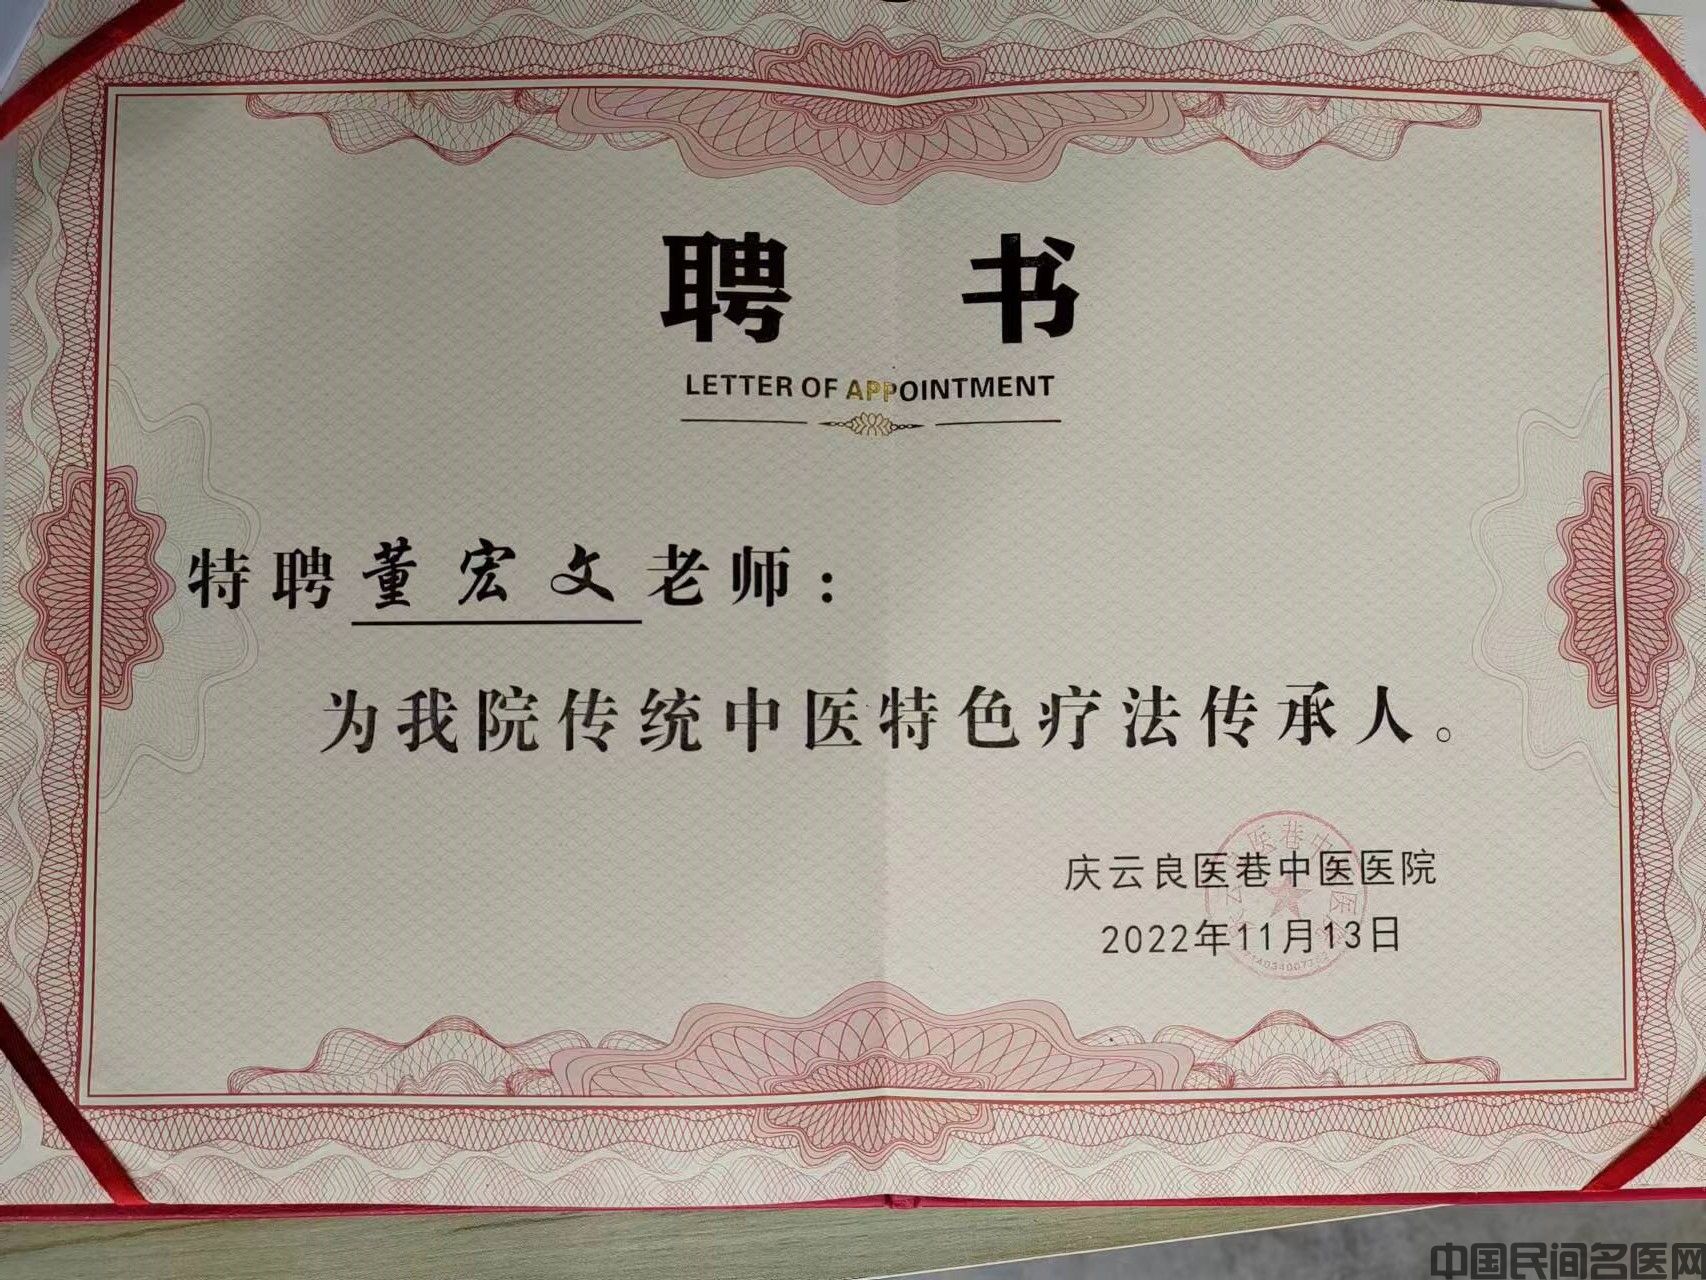 聘 书
LETTER OF APPOINTMENT
特聘董宏文老师：
为我院传统中医特色疗法传承人。
庆云良医巷中医医院
2022年11月13日
中国民间名医网